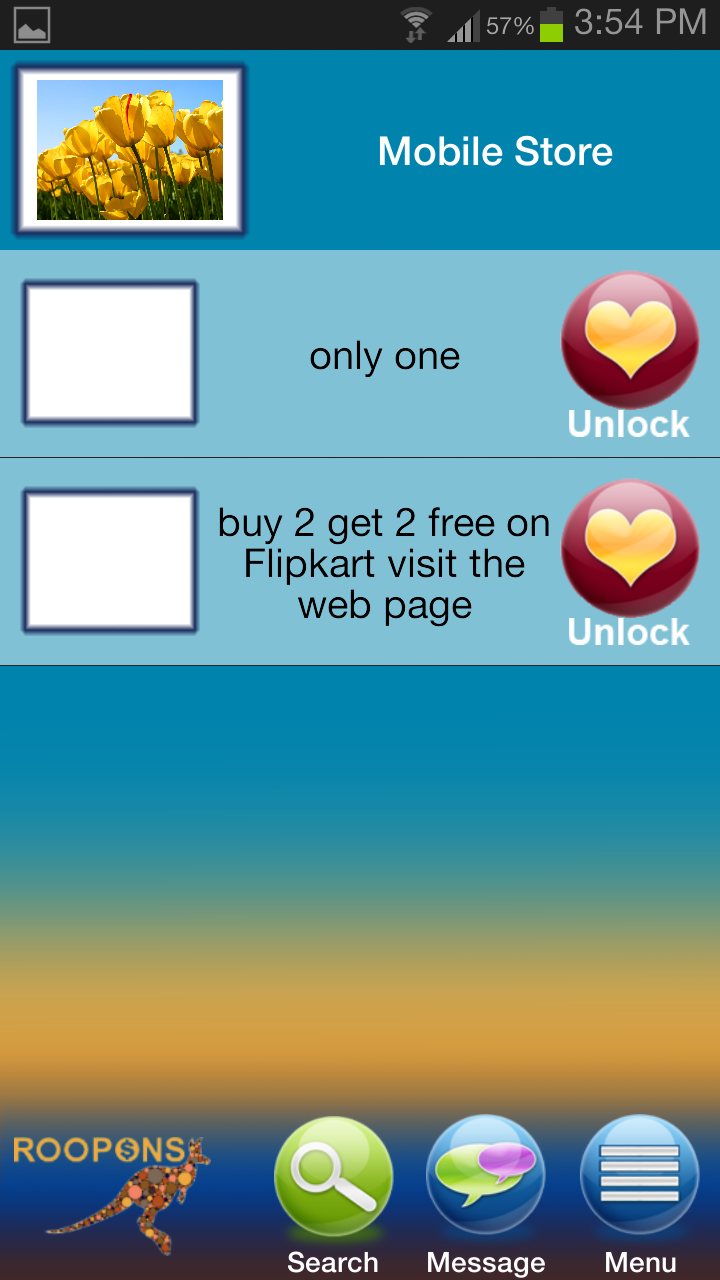 57% 3:54 PM
Mobile Store
only one
Unlock
buy 2 get 2 free on
Flipkart visit the
web page
Unlock
ROOPONS
Search Message Menu